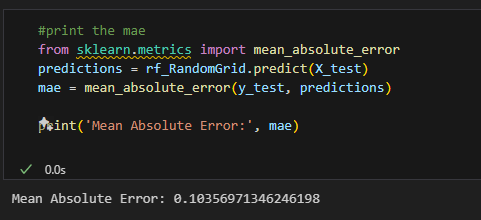 #print the mae
from sklearn.metrics import mean_absolute_error
predictions = rf_RandomGrid.predict(X_test)
mae = mean_absolute_error(y_test, predictions)
print('Mean Absolute Error:', mae)
0.0s
Mean Absolute Error: 0.10356971346246198